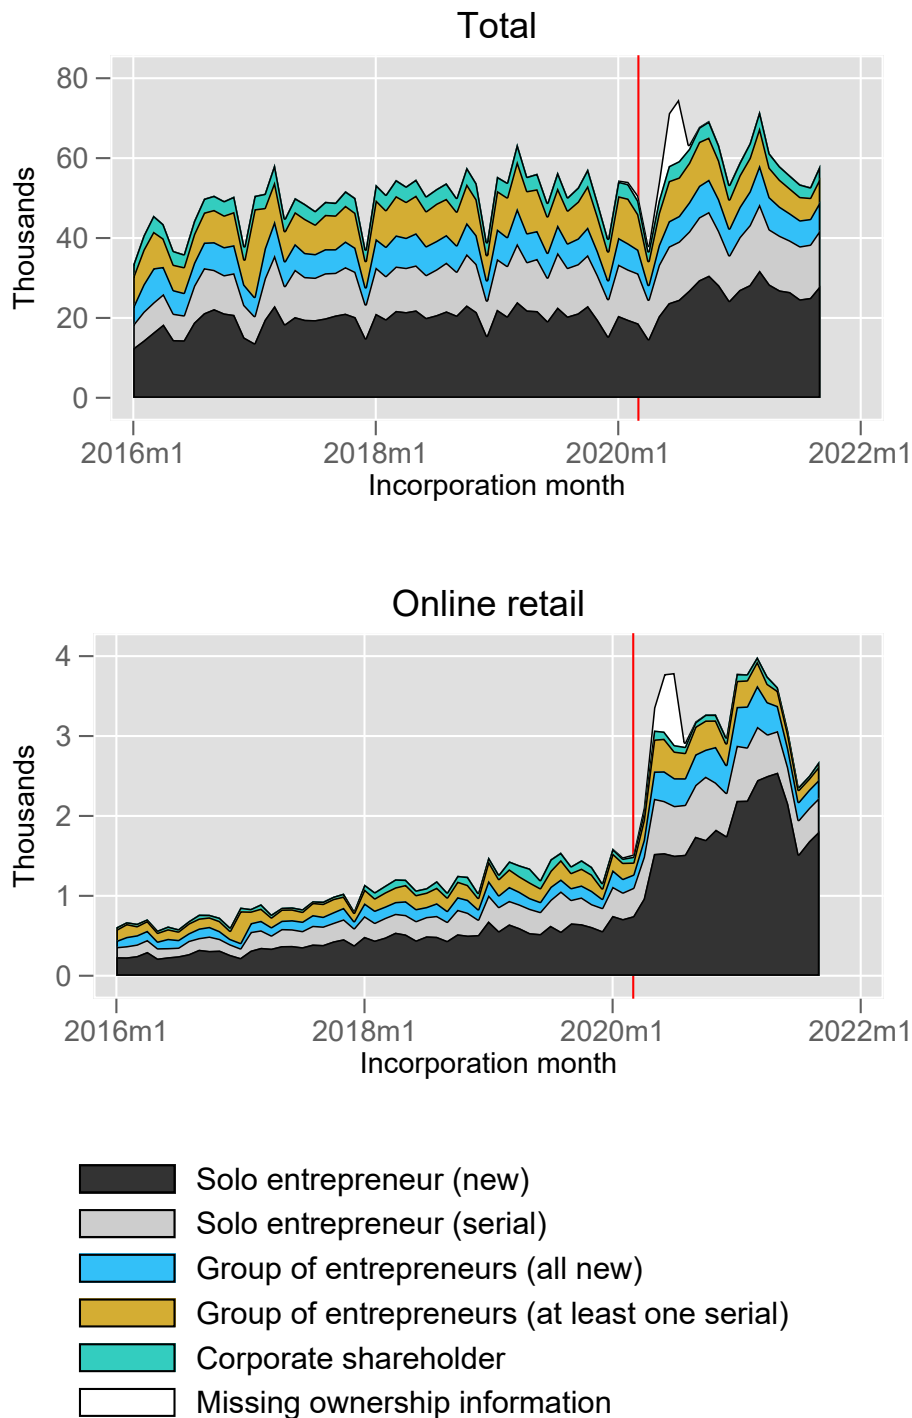 Total
80
60
40
20
0
Thousands
2016m1 2018m1 2020m1 2022m1
Incorporation month
Online retail
4
3
2
1
0
Thousands
2016m1 2018m1 2020m1 2022m1
Incorporation month
Solo entrepreneur (new)
Solo entrepreneur (serial)
Group of entrepreneurs (all new)
Group of entrepreneurs (at least one serial)
Corporate shareholder
Missing ownership information